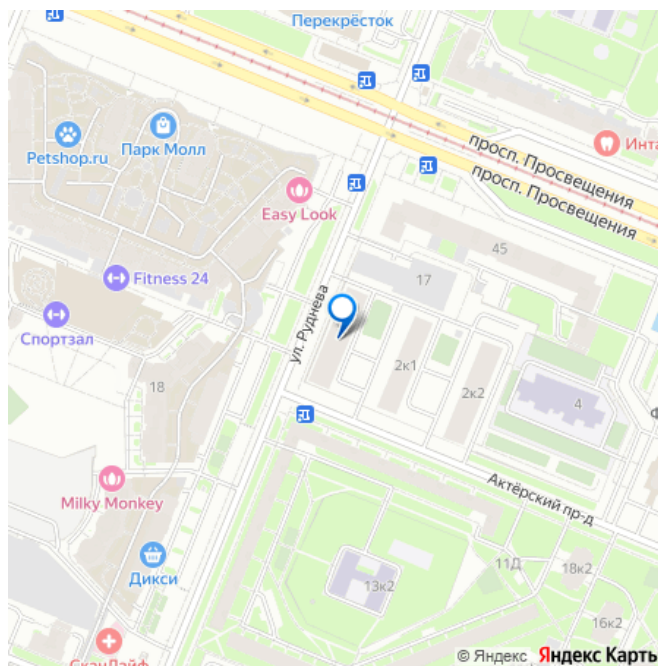 Перекрёсток
Парк Молл
Petshop.ru
просп. Просвещения
просп. Просвещения
Easy Look
45
Fitness 24
17
ул. Руднева
Спортзал
18
2к1
2к2
4
Актёрский пр-д
Milky Monkey
Дикси
13к2
11Д
18к2
16к2
СканЛайф
© Яндекс Яндекс Карты